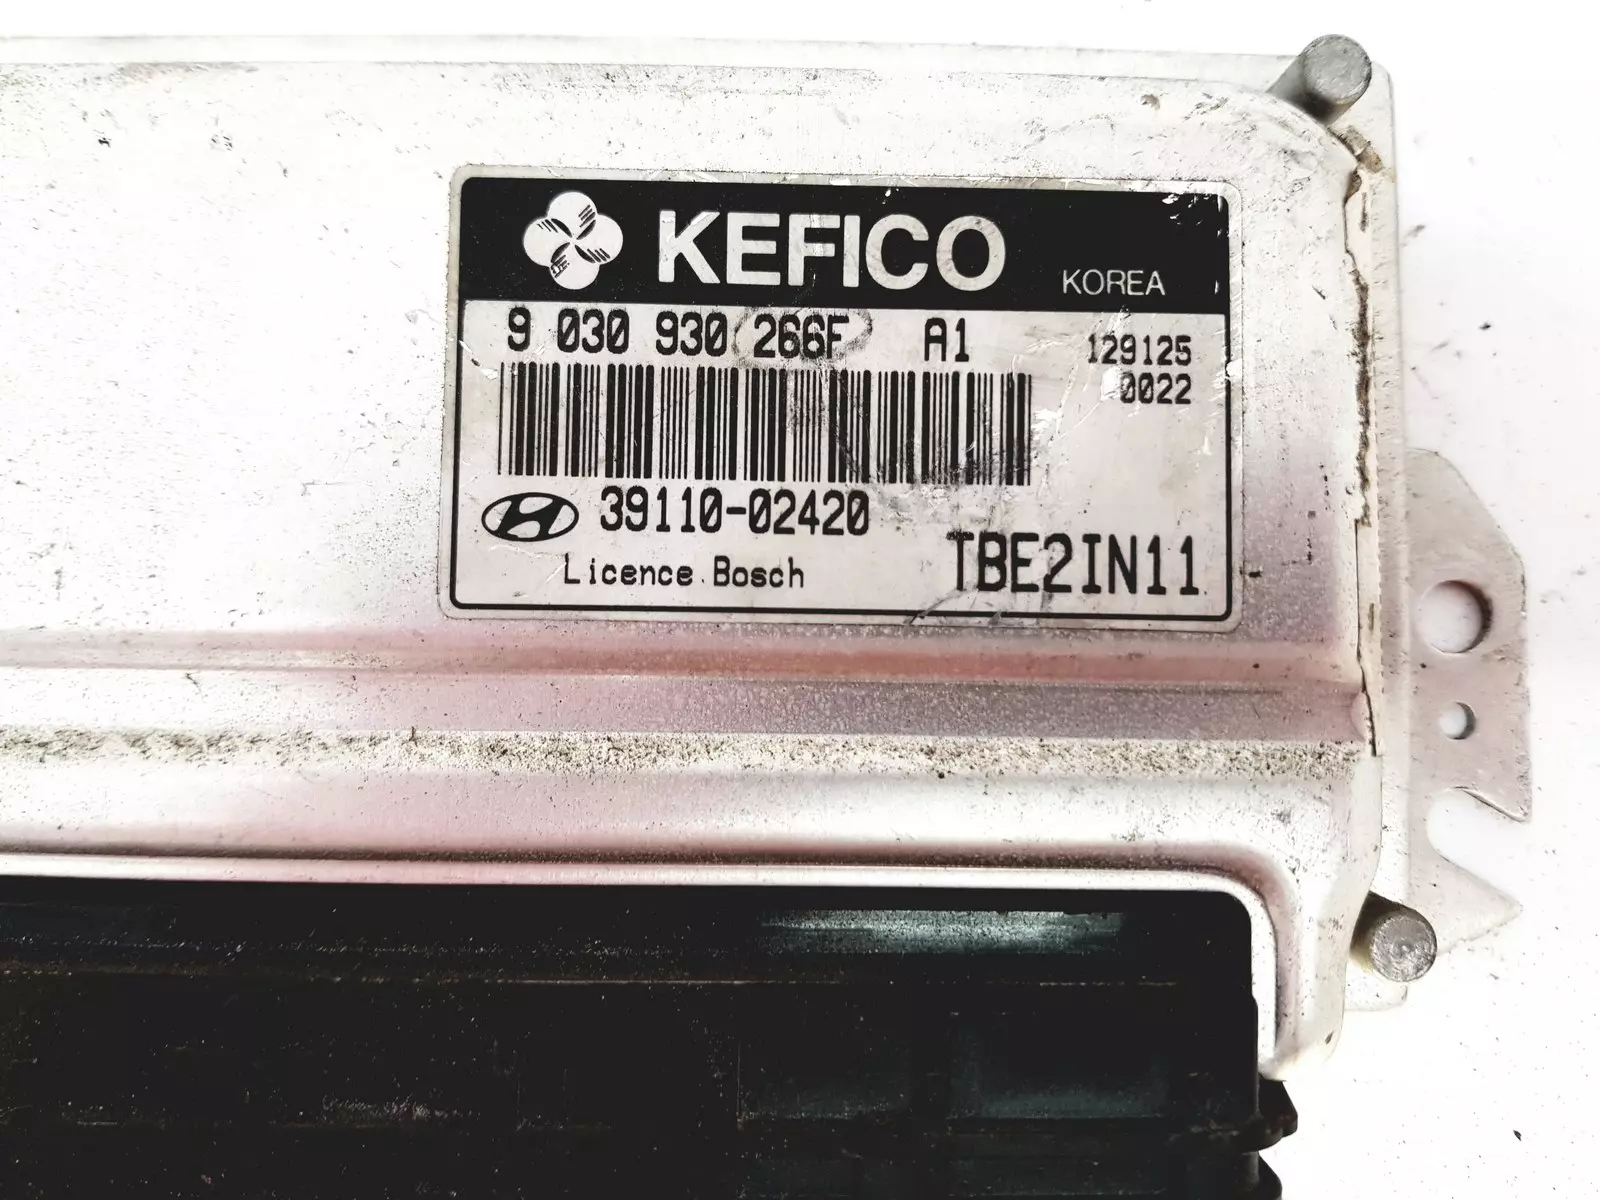 KEFICO KOREA
9 030 930 266F A1 129125
0022
39110-02420
Licence Bosch TBE2IN11